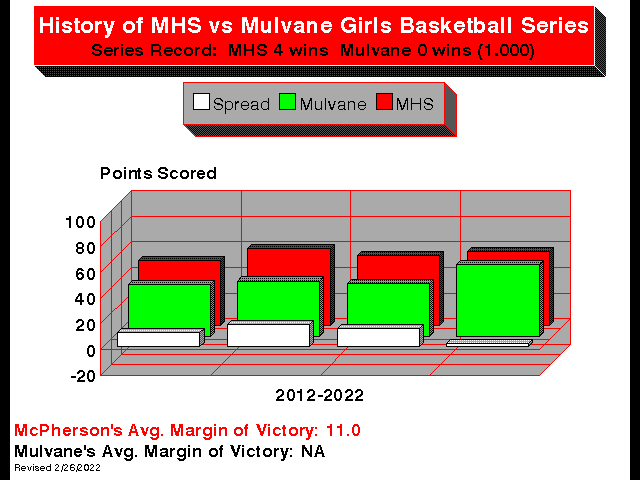 History of MHS vs Mulvane Girls Basketball Series
Series Record:  MHS 4 wins  Mulvane 0 wins (1.000)
Spread Mulvane MHS
Points Scored
100
80
60
40
20
0
-20
2012-2022
McPherson's Avg. Margin of Victory: 11.0
Mulvane's Avg. Margin of Victory: NA
Revised 2/26/2022